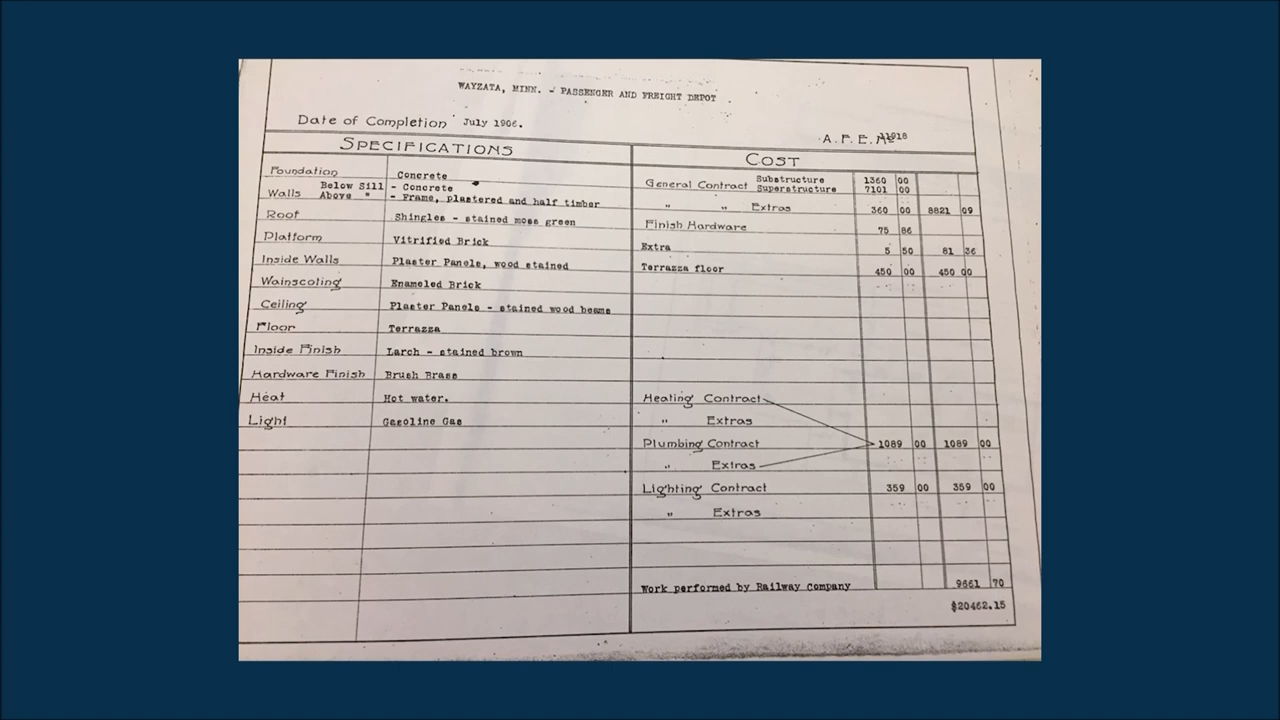 WAYZATA, MINN. - PASSENGER AND FREIGHT DEPOT .
Date of Completion July 1906.
A. F. E. No 11918
SPECIFICATIONS
COST
Foundation Concrete
General Contract Substructure 1360 00
Superstructure 7101 00
Walls Below Sill - Concrete
Above " - Frame, plastered and half timber
" " Extras 360 00 8821 09
Roof Shingles - stained moss green
Finish Hardware 75 86
Platform Vitrified Brick
Extra 5 50 81 36
Inside Walls Plaster Panels, wood stained
Terrazza floor 450 00 450 00
Wainscoting Enameled Brick
Ceiling Plaster Panels - stained wood beams
Floor Terrazza
Inside Finish Larch - stained brown
Hardware Finish Brush Brass
Heat Hot water.
Heating Contract
Light Gasoline Gas
" Extras
Plumbing Contract 1089 00 1089 00
" Extras
Lighting Contract 359 00 359 00
" Extras
Work performed by Railway Company 9661 70
$20462.15